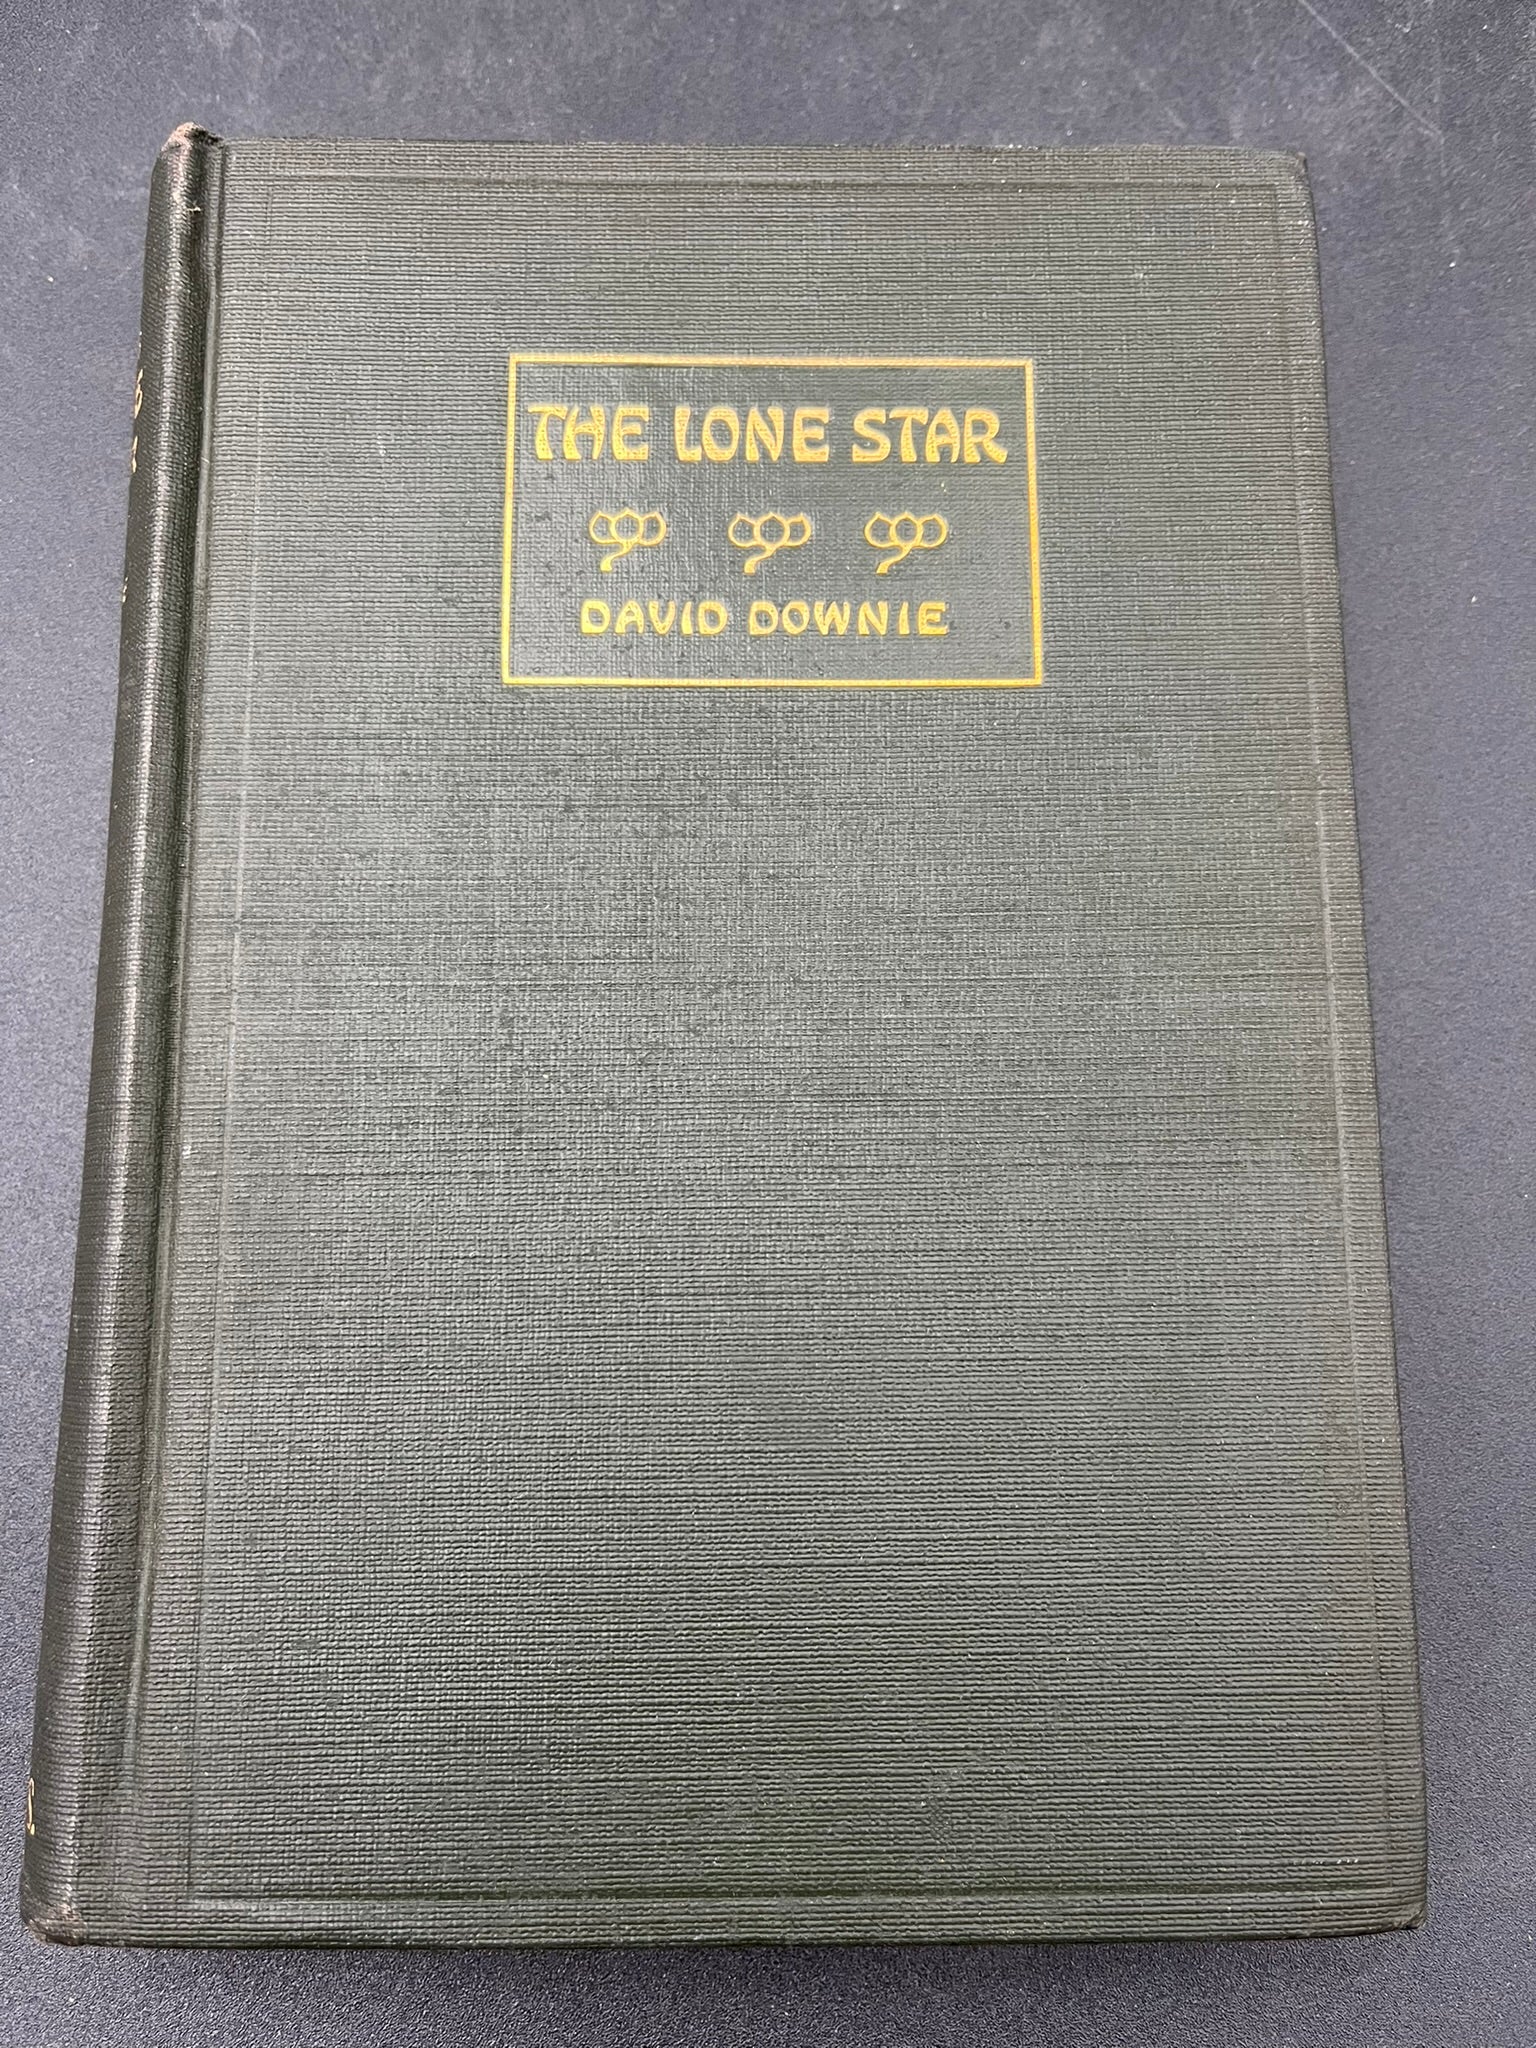 THE LONE STAR
DAVID DOWNIE